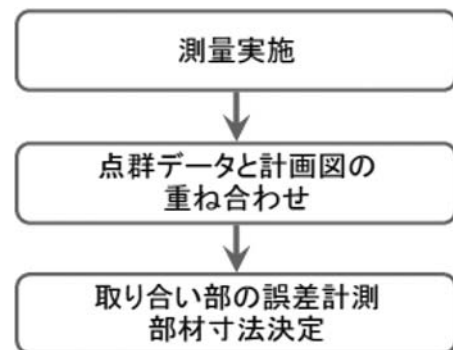 測量実施
点群データと計画図の
重ね合わせ
取り合い部の誤差計測
部材寸法決定